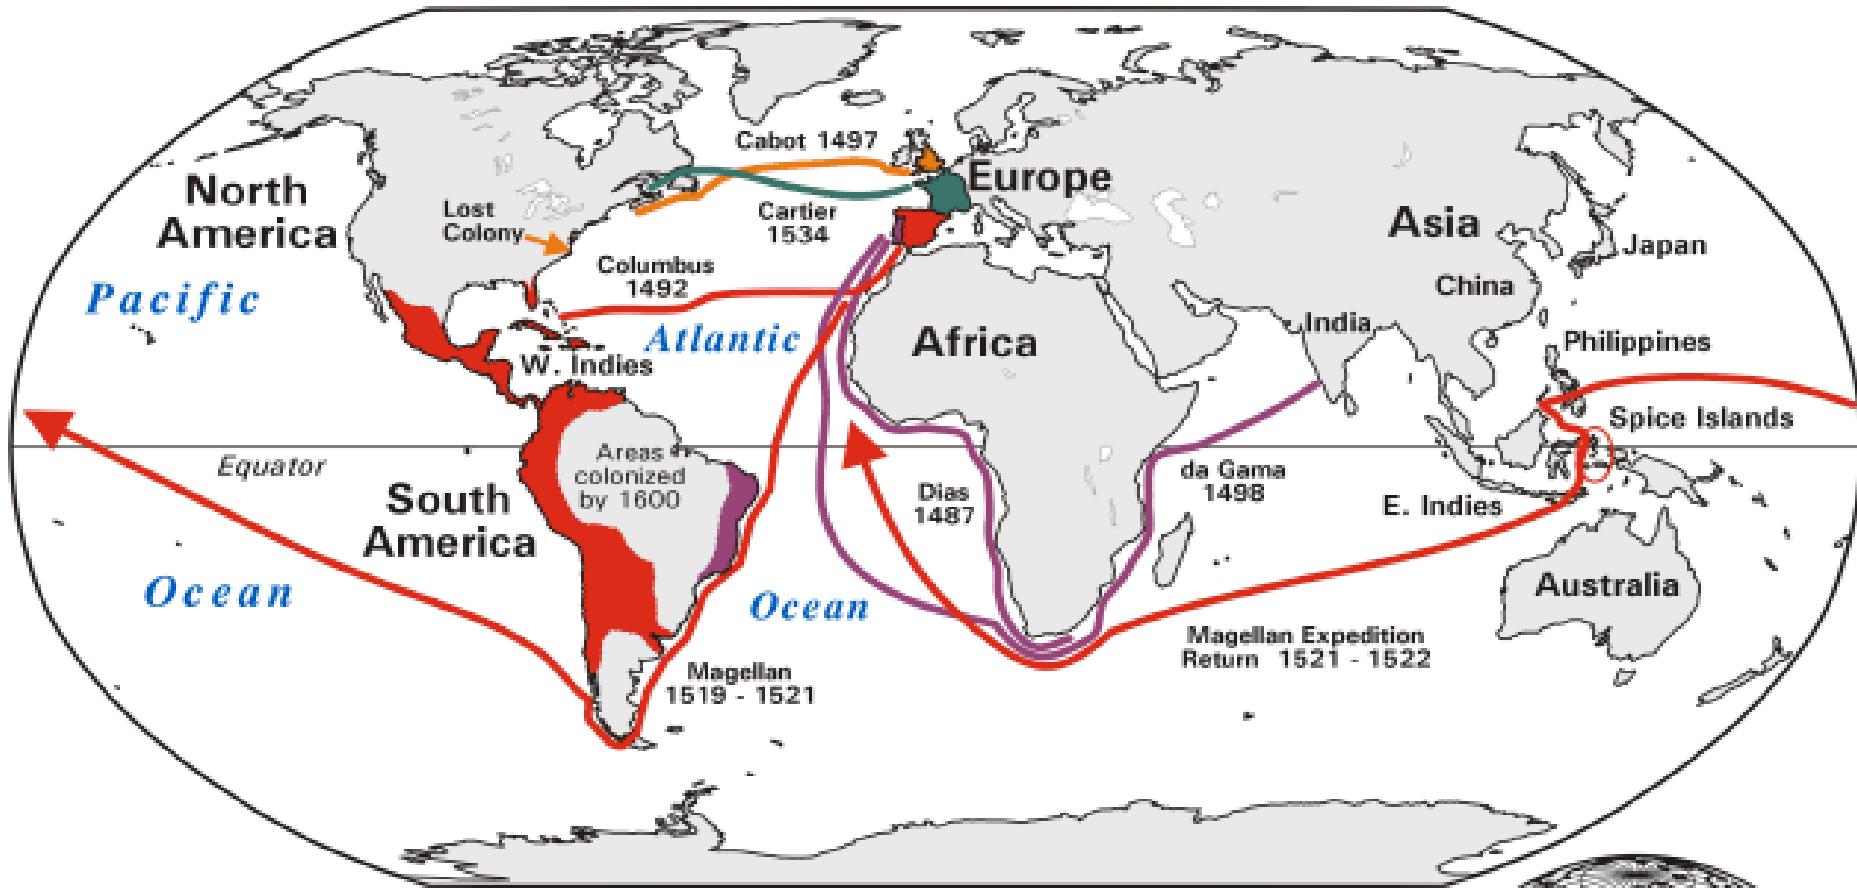 Cabot 1497
North
America
Europe
Lost
Colony
Cartier
1534
Asia
Japan
Columbus
1492
China
Pacific
Atlantic
Africa
India
Philippines
W. Indies
Spice Islands
Equator
Areas
colonized
by 1600
South
America
Dias
1487
da Gama
1498
E. Indies
Ocean
Ocean
Australia
Magellan
1519 - 1521
Magellan Expedition
Return 1521 - 1522